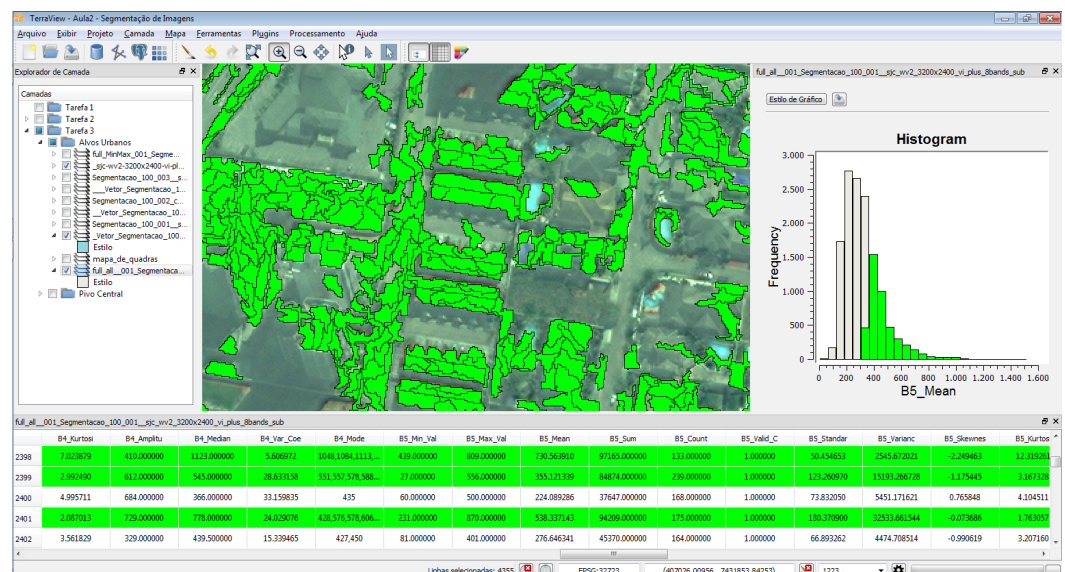 TerraView - Aula2 - Segmentação de Imagens
Arquivo Exibir Projeto Camada Mapa Ferramentas Plugins Processamento Ajuda
Explorador de Camada
Camadas
Tarefa 1
Tarefa 2
Tarefa 3
Alvos Urbanos
full_MinMax_001_Segme...
_sjc-wv2-3200x2400-vi-pl...
Segmentacao_100_003__s...
___Vetor_Segmentacao_1...
Segmentacao_100_002_c...
__Vetor_Segmentacao_10...
Segmentacao_100_001__s...
_Vetor_Segmentacao_100...
Estilo
mapa_de_quadras
full_all__001_Segmentaca...
Estilo
Pivo Central
full_all__001_Segmentacao_100_001__sjc_wv2_3200x2400_vi_plus_8bands_sub
Estilo de Gráfico
Histogram
3.000
2.500
2.000
1.500
1.000
500
0
Frequency
0 200 400 600 800 1.000 1.200 1.400 1.600
B5_Mean
full_all__001_Segmentacao_100_001__sjc_wv2_3200x2400_vi_plus_8bands_sub
B4_Kurtosi B4_Amplitu B4_Median B4_Var_Coe B4_Mode B5_Min_Val B5_Max_Val B5_Mean B5_Sum B5_Count B5_Valid_C B5_Standar B5_Varianc B5_Skewnes B5_Kurtos
2398 7.023879 410.000000 1123.000000 5.606972 1048,1084,1113,... 439.000000 809.000000 730.563910 97165.000000 133.000000 1.000000 50.454653 2545.672021 -2.249463 12.319261
2399 2.992490 612.000000 545.000000 28.633158 551,557,578,588... 27.000000 556.000000 355.121339 84874.000000 239.000000 1.000000 123.260970 15193.266728 -1.175445 3.167328
2400 4.995711 684.000000 366.000000 33.159835 435 60.000000 500.000000 224.089286 37647.000000 168.000000 1.000000 73.832050 5451.171621 0.765848 4.104511
2401 2.087013 729.000000 778.000000 24.029076 428,576,578,606... 231.000000 870.000000 538.337143 94209.000000 175.000000 1.000000 180.370900 32533.661544 -0.073686 1.763057
2402 3.561829 329.000000 439.500000 15.339465 427,450 81.000000 401.000000 276.646341 45370.000000 164.000000 1.000000 66.893262 4474.708514 -0.990619 3.207160
Linhas selecionadas: 4355 EPSG:32723 (407026.00956, 7431853.84253) 1223